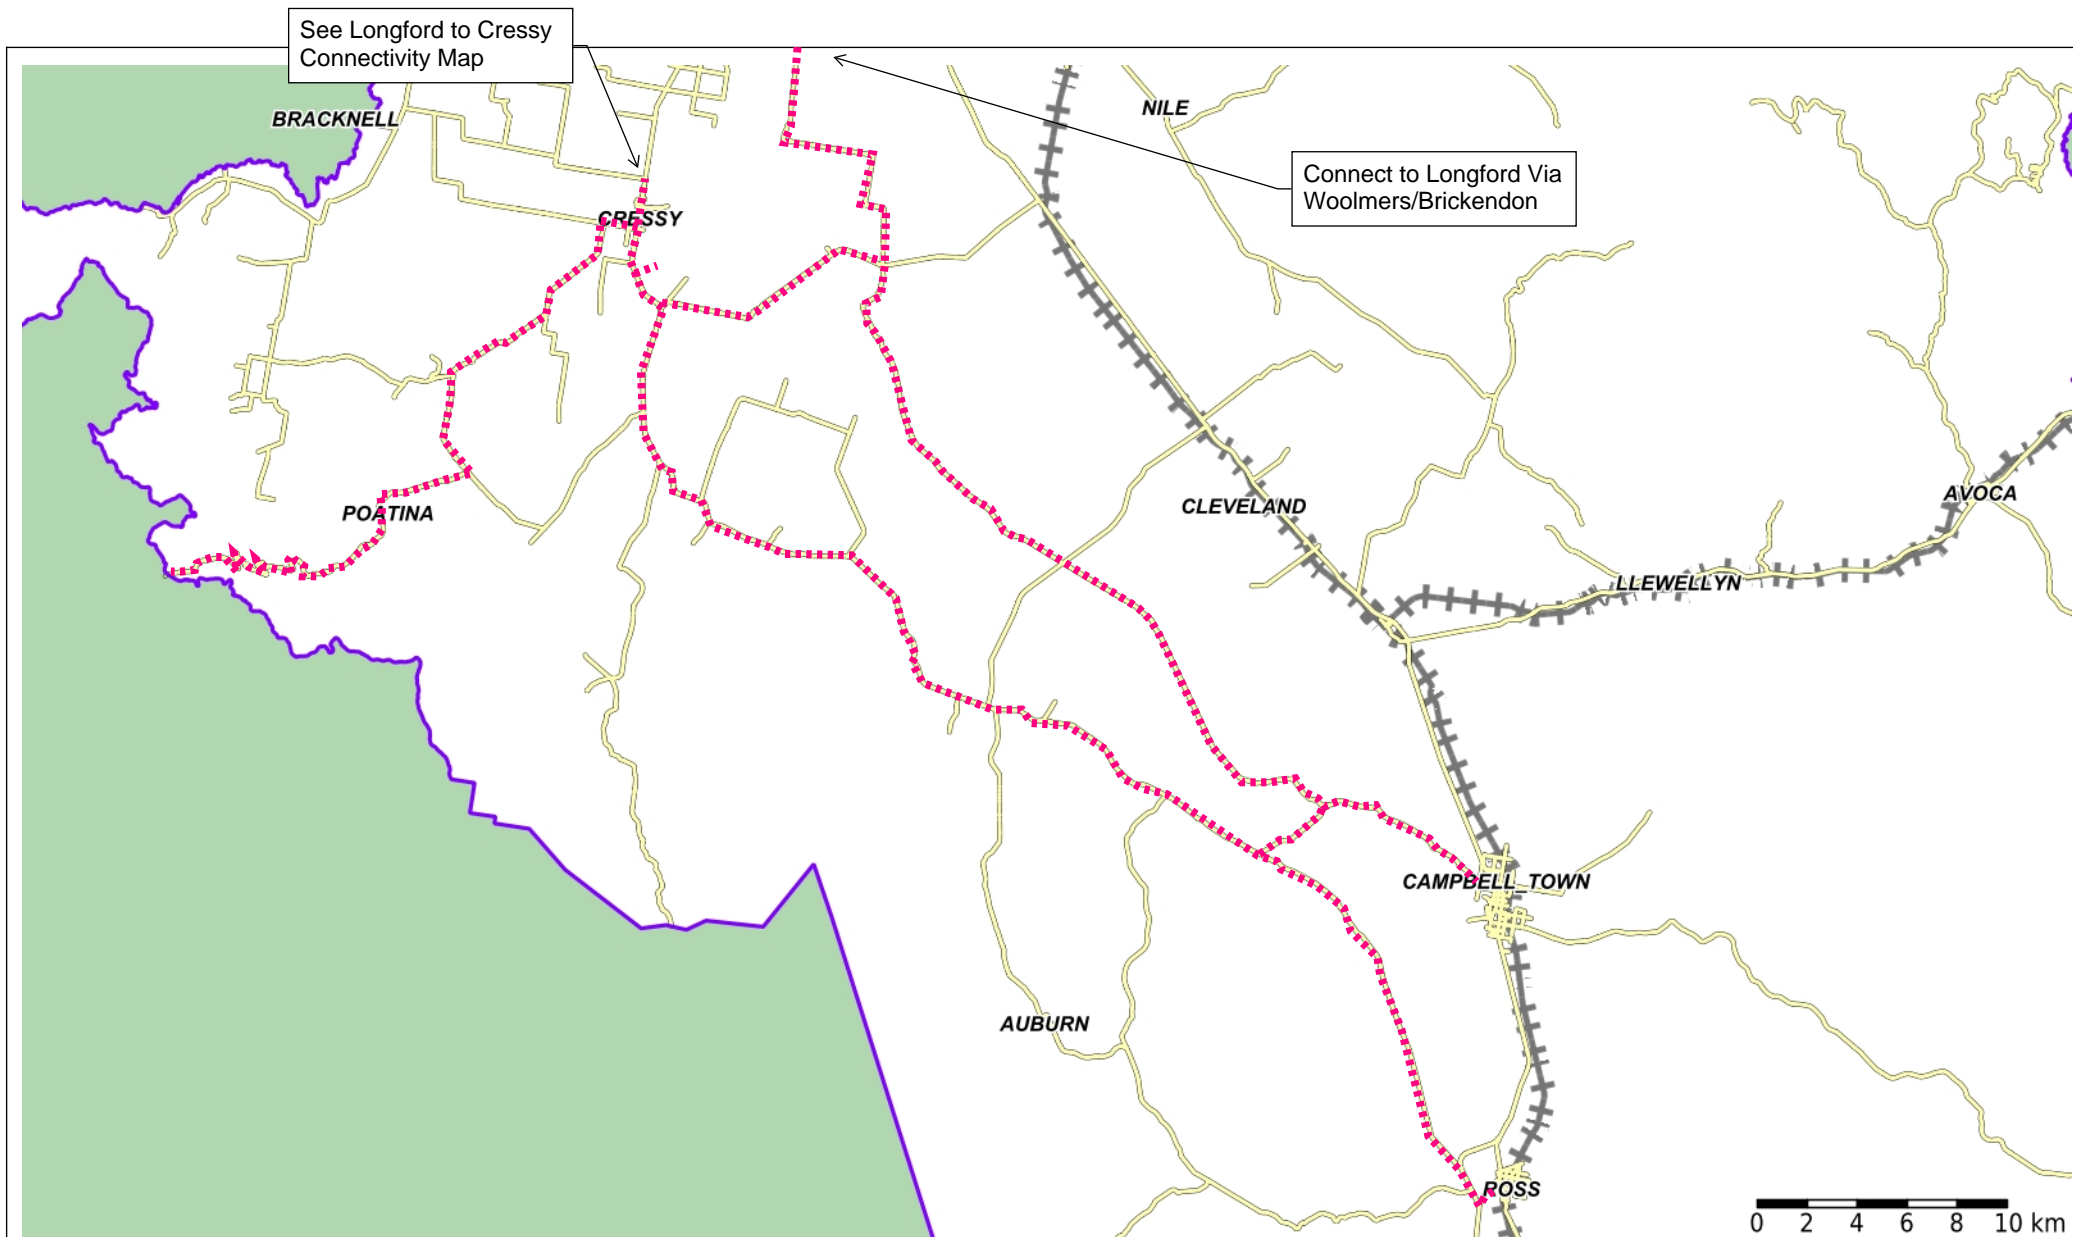 See Longford to Cressy
Connectivity Map
BRACKNELL
NILE
Connect to Longford Via
Woolmers/Brickendon
CRESSY
CLEVELAND
AVOCA
POATINA
LLEWELLYN
CAMPBELL_TOWN
AUBURN
ROSS
0 2 4 6 8 10 km